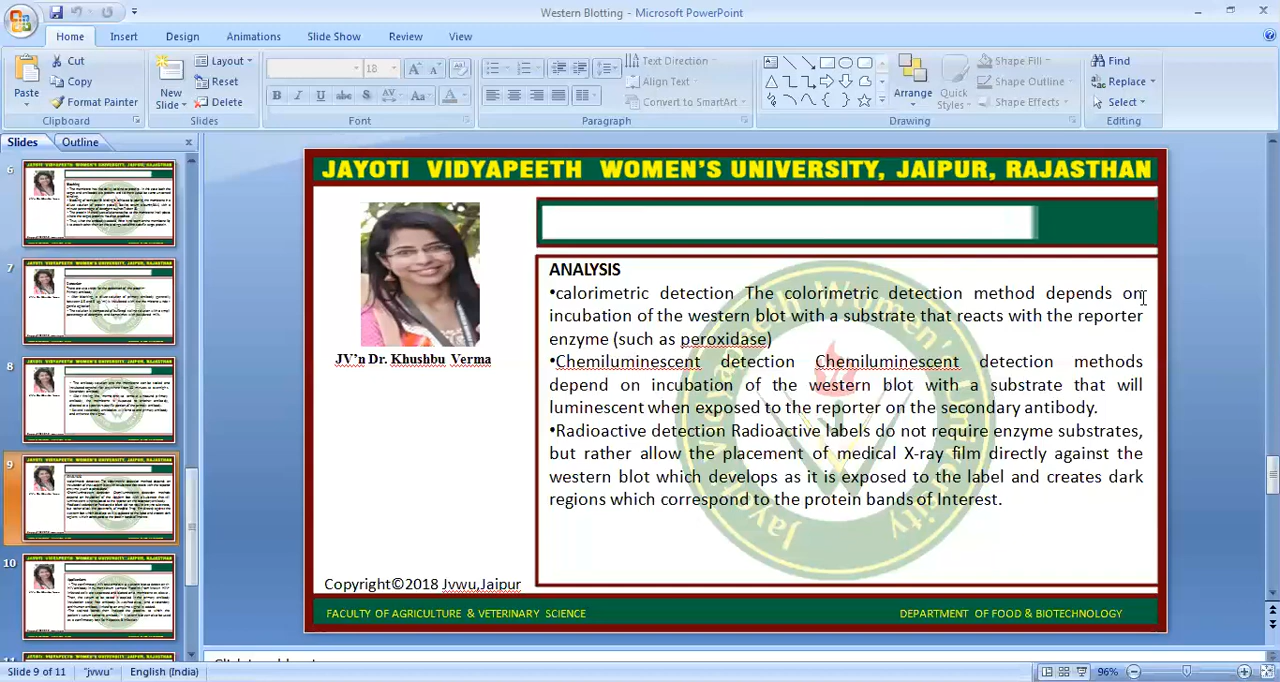 Western Blotting - Microsoft PowerPoint
Home Insert Design Animations Slide Show Review View
Paste
Cut
Copy
Format Painter
Clipboard
New
Slide
Layout
Reset
Delete
Slides
18
Font
Paragraph
Text Direction
Align Text
Convert to SmartArt
Arrange
Quick
Styles
Shape Fill
Shape Outline
Shape Effects
Drawing
Find
Replace
Select
Editing
Slides Outline
6
7
8
9
10
JAYOTI VIDYAPEETH WOMEN'S UNIVERSITY, JAIPUR, RAJASTHAN
JV'n Dr. Khushbu Verma
ANALYSIS
•calorimetric detection The colorimetric detection method depends on
incubation of the western blot with a substrate that reacts with the reporter
enzyme (such as peroxidase)
•Chemiluminescent detection Chemiluminescent detection methods
depend on incubation of the western blot with a substrate that will
luminescent when exposed to the reporter on the secondary antibody.
•Radioactive detection Radioactive labels do not require enzyme substrates,
but rather allow the placement of medical X-ray film directly against the
western blot which develops as it is exposed to the label and creates dark
regions which correspond to the protein bands of Interest.
Copyright©2018 Jvwu,Jaipur
FACULTY OF AGRICULTURE & VETERINARY SCIENCE
DEPARTMENT OF FOOD & BIOTECHNOLOGY
Slide 9 of 11 "jvwu" English (India) 96%